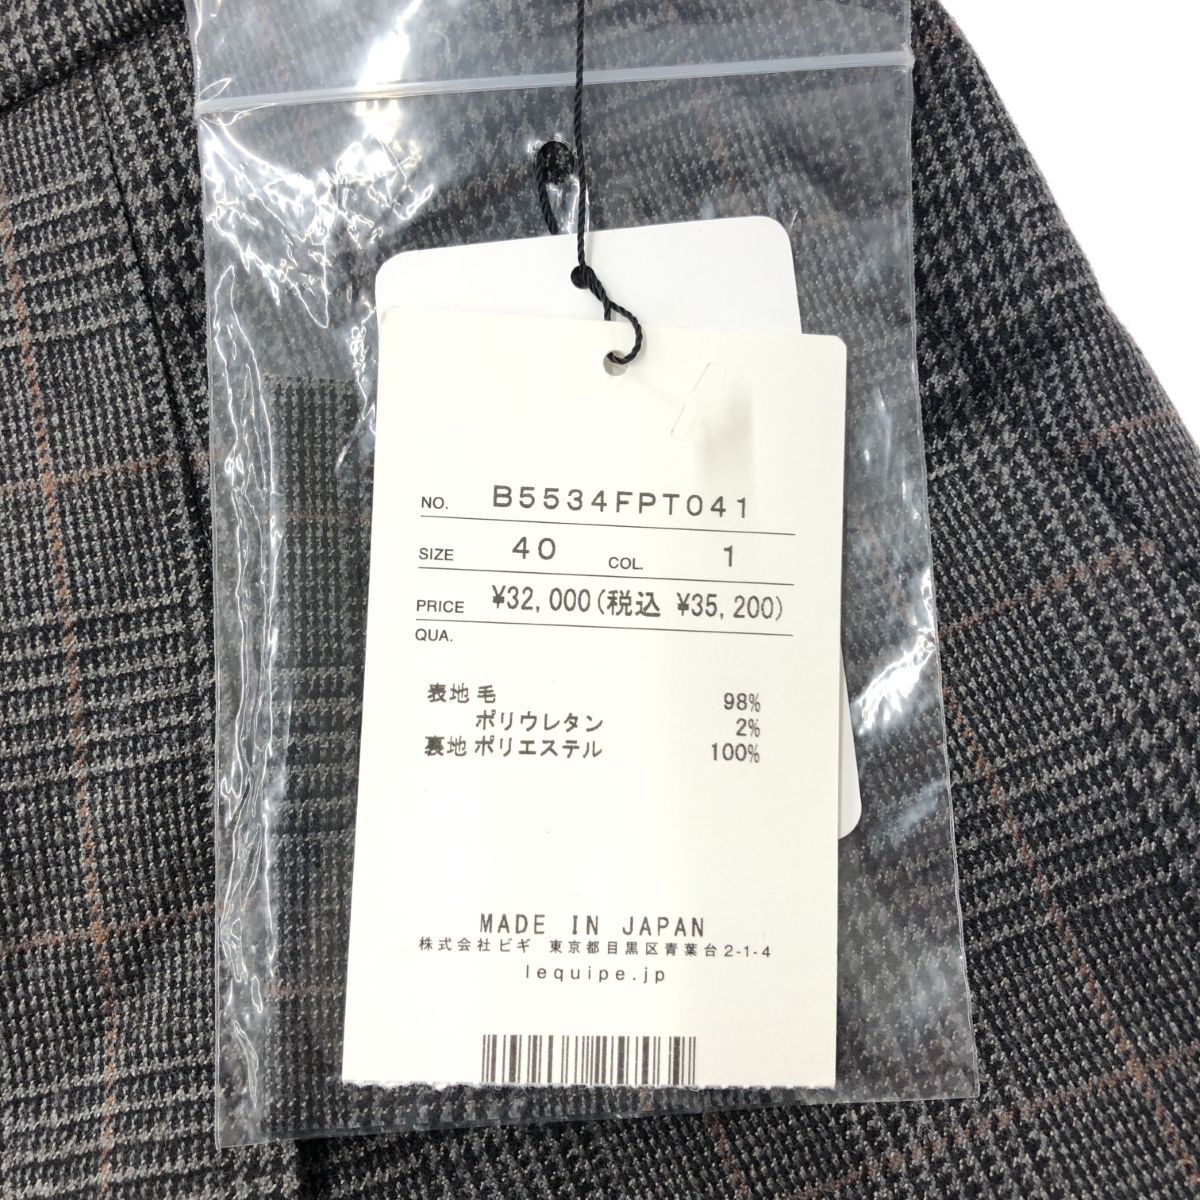 NO. B5534FPT041
SIZE 40 COL. 1
PRICE ¥32,000(税込 ¥35,200)
QUA.
表地 毛 98%
ポリウレタン 2%
裏地 ポリエステル 100%
MADE IN JAPAN
株式会社ビギ 東京都目黒区青葉台2-1-4
lequipe.jp